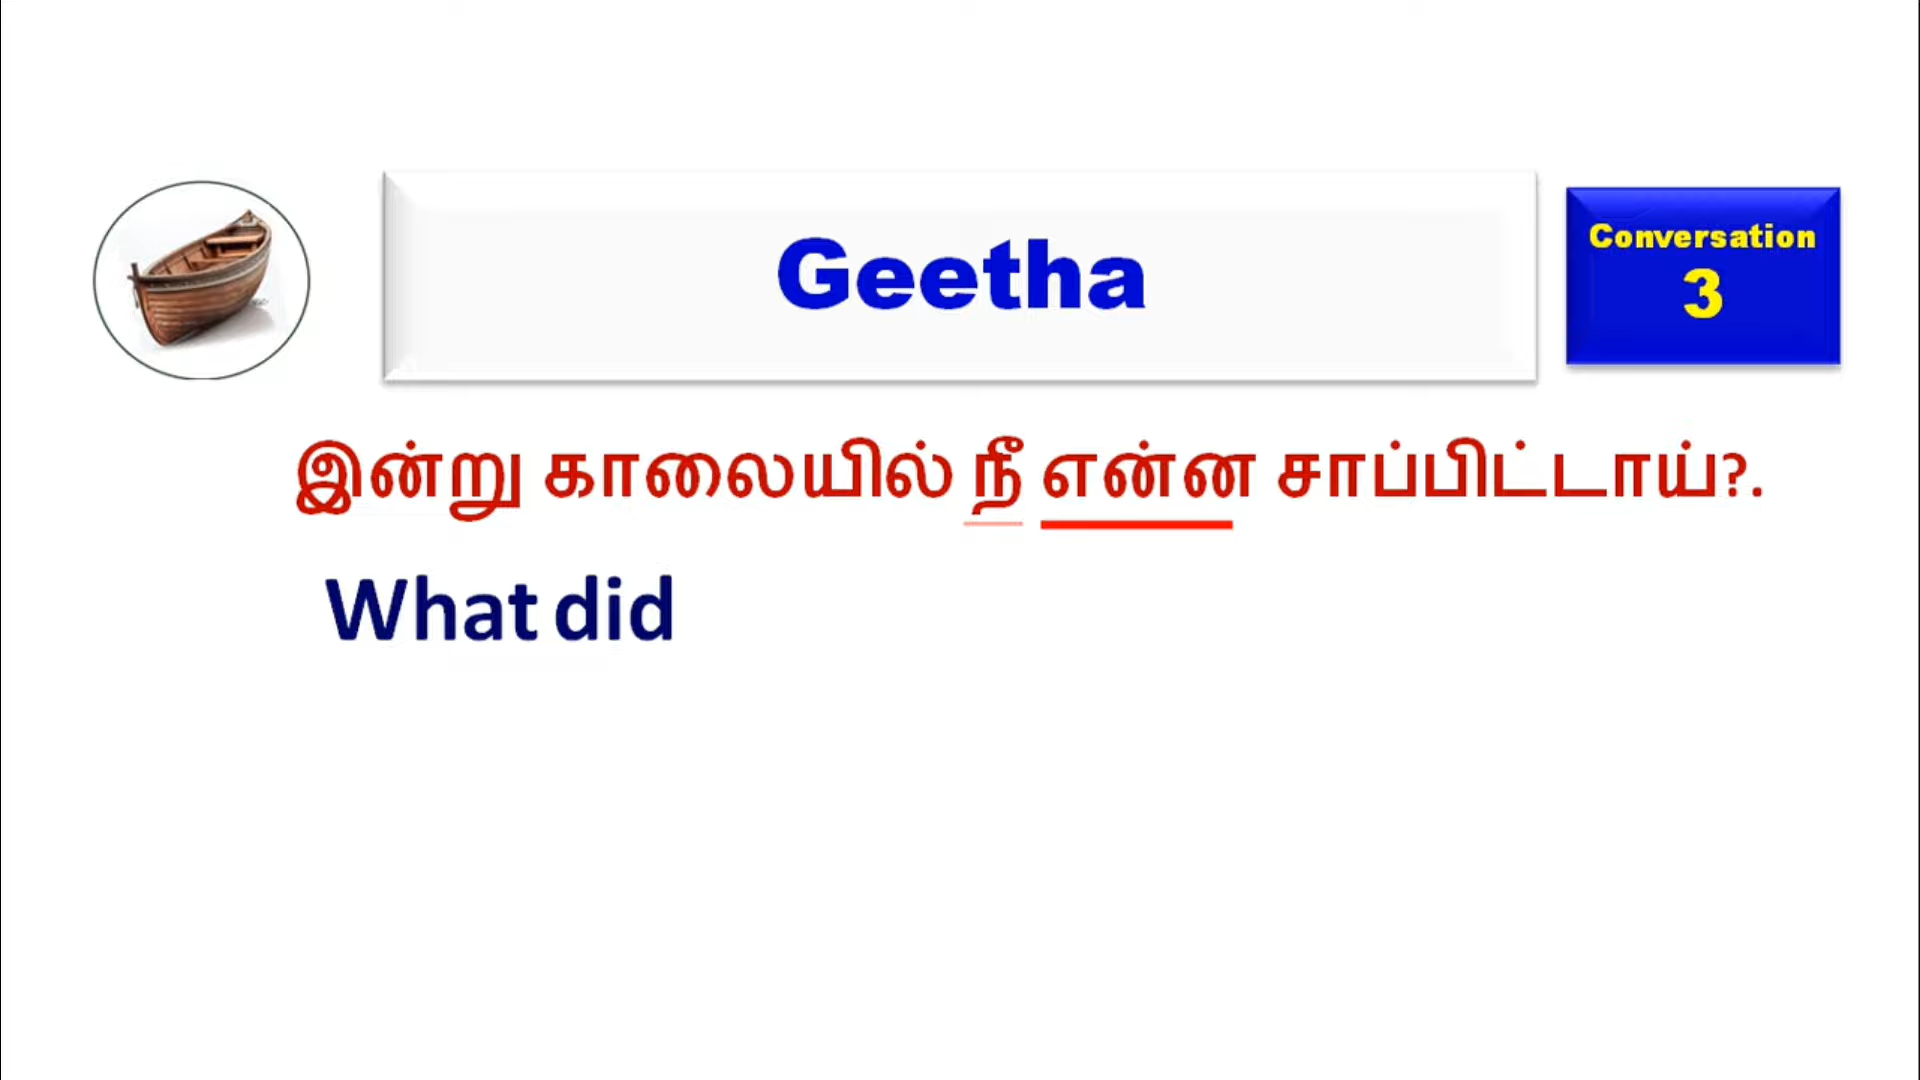 Geetha
Conversation
3
இன்று காலையில் நீ என்ன சாப்பிட்டாய்?.
What did